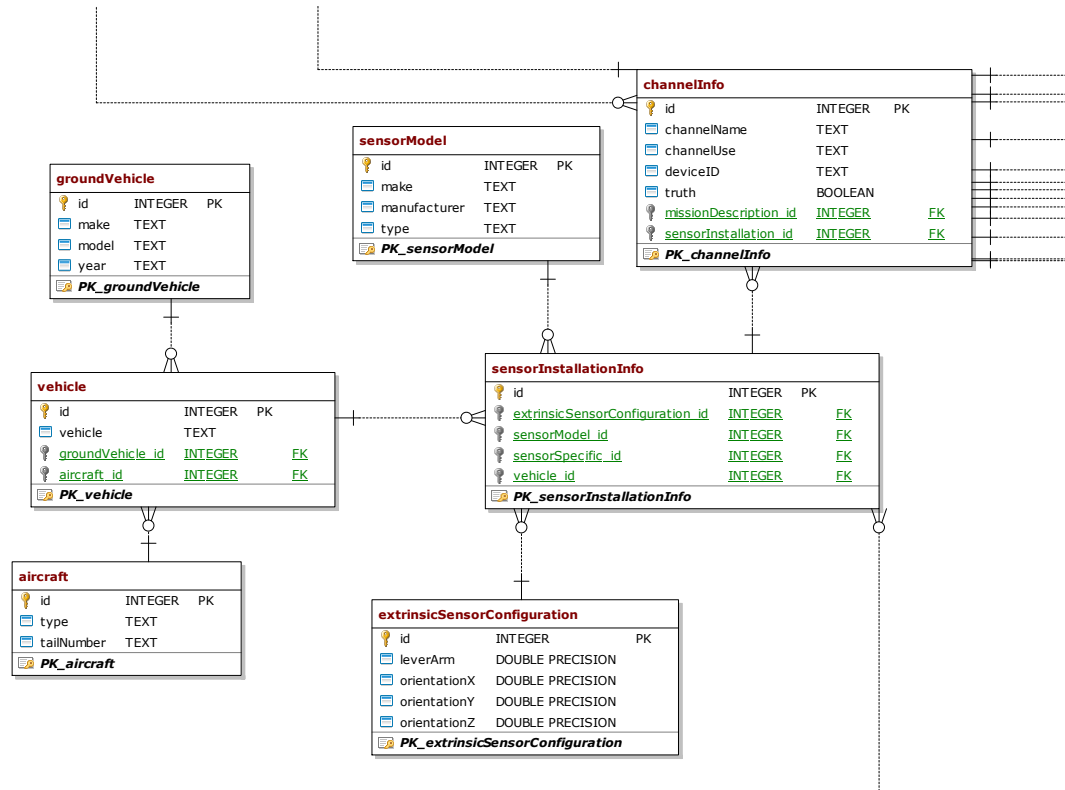 channelInfo
id INTEGER PK
channelName TEXT
channelUse TEXT
deviceID TEXT
truth BOOLEAN
missionDescription_id INTEGER FK
sensorInstallation_id INTEGER FK
PK_channelInfo
sensorModel
id INTEGER PK
make TEXT
manufacturer TEXT
type TEXT
PK_sensorModel
groundVehicle
id INTEGER PK
make TEXT
model TEXT
year TEXT
PK_groundVehicle
vehicle
id INTEGER PK
vehicle TEXT
groundVehicle_id INTEGER FK
aircraft_id INTEGER FK
PK_vehicle
sensorInstallationInfo
id INTEGER PK
extrinsicSensorConfiguration_id INTEGER FK
sensorModel_id INTEGER FK
sensorSpecific_id INTEGER FK
vehicle_id INTEGER FK
PK_sensorInstallationInfo
aircraft
id INTEGER PK
type TEXT
tailNumber TEXT
PK_aircraft
extrinsicSensorConfiguration
id INTEGER PK
leverArm DOUBLE PRECISION
orientationX DOUBLE PRECISION
orientationY DOUBLE PRECISION
orientationZ DOUBLE PRECISION
PK_extrinsicSensorConfiguration